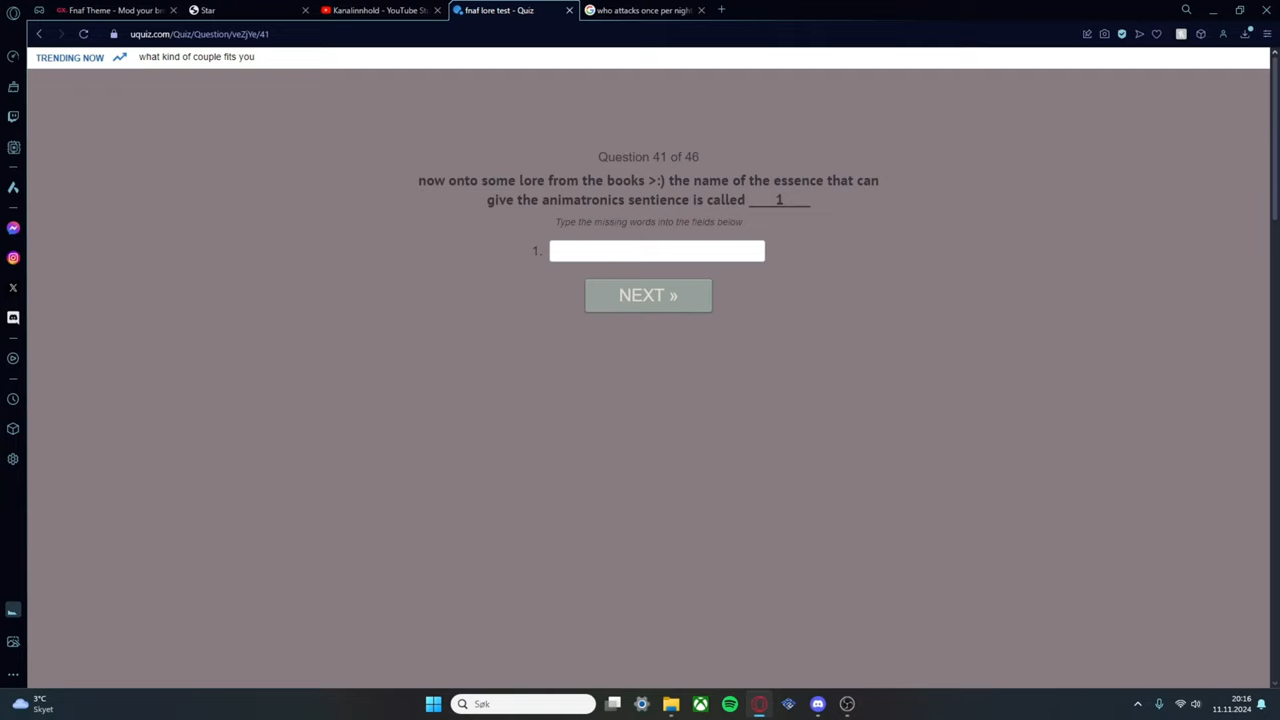 Fnaf Theme - Mod your br
Star
Kanalinnhold - YouTube St
fnaf lore test - Quiz
who attacks once per night
uquiz.com/Quiz/Question/veZjYe/41
TRENDING NOW what kind of couple fits you
Question 41 of 46
now onto some lore from the books >:) the name of the essence that can
give the animatronics sentience is called ____1____
Type the missing words into the fields below
1.
NEXT »
3°C
Skyet
Søk
20:16
11.11.2024